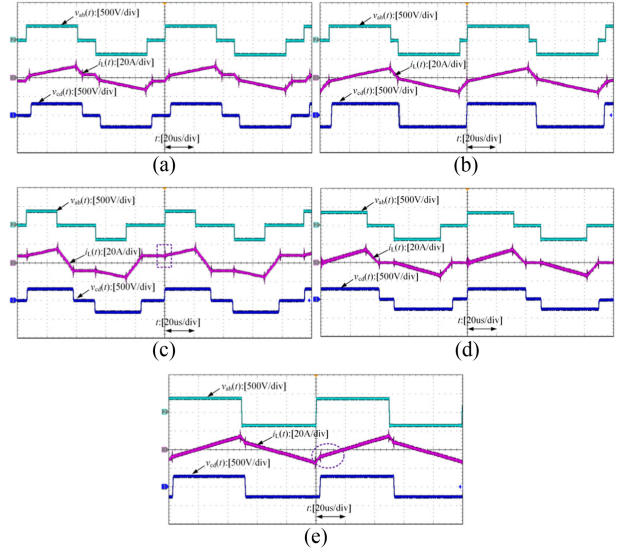 vab(t):[500V/div]
iL(t):[20A/div]
vcd(t):[500V/div]
t:[20us/div]
(a)
vab(t):[500V/div]
iL(t):[20A/div]
vcd(t):[500V/div]
t:[20us/div]
(b)
vab(t):[500V/div]
iL(t):[20A/div]
vcd(t):[500V/div]
t:[20us/div]
(c)
vab(t):[500V/div]
iL(t):[20A/div]
vcd(t):[500V/div]
t:[20us/div]
(d)
vab(t):[500V/div]
iL(t):[20A/div]
vcd(t):[500V/div]
t:[20us/div]
(e)